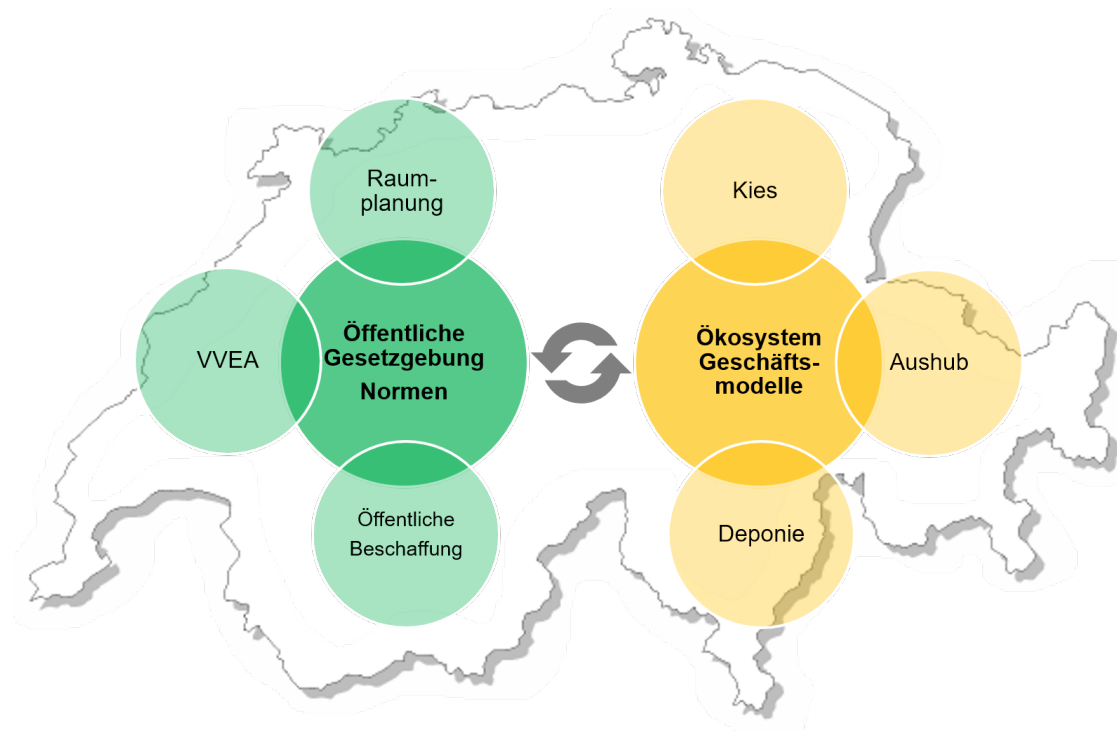 Raum-
planung
VVEA
Öffentliche
Gesetzgebung
Normen
Öffentliche
Beschaffung
Kies
Ökosystem
Geschäfts-
modelle
Aushub
Deponie